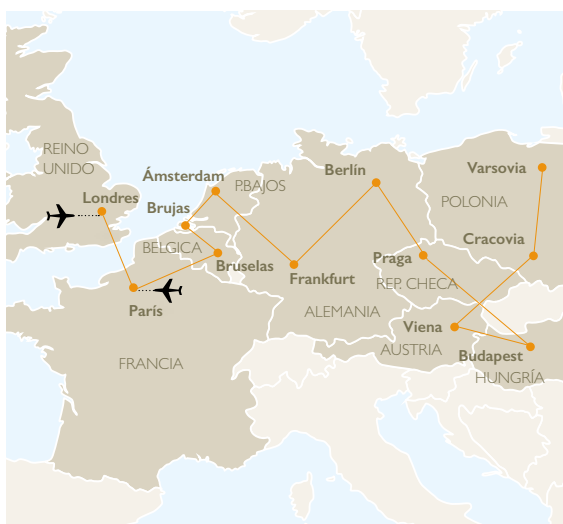 REINO
UNIDO
Londres
Ámsterdam
P.BAJOS
Brujas
BELGICA
Bruselas
París
FRANCIA
Berlín
Frankfurt
ALEMANIA
Varsovia
POLONIA
Cracovia
Praga
REP. CHECA
Viena
AUSTRIA
Budapest
HUNGRÍA